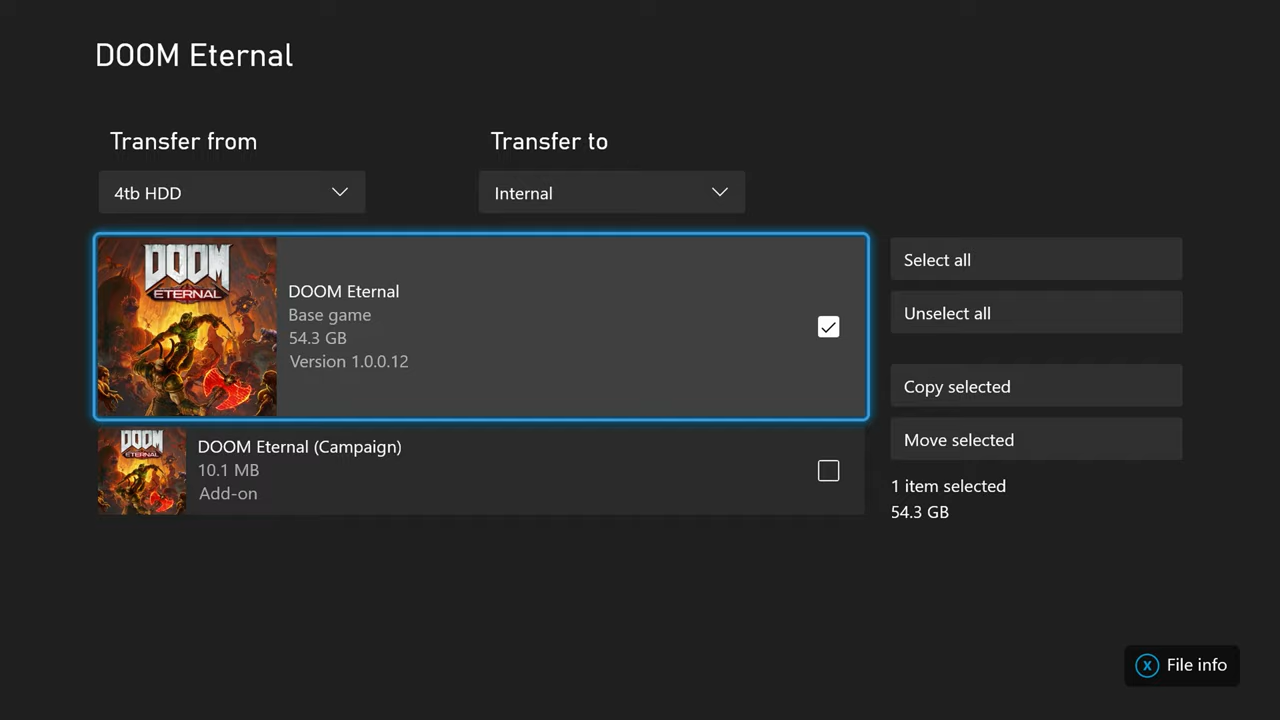 DOOM Eternal
Transfer from
Transfer to
4tb HDD
Internal
DOOM
ETERNAL
DOOM Eternal
Base game
54.3 GB
Version 1.0.0.12
DOOM
ETERNAL
DOOM Eternal (Campaign)
10.1 MB
Add-on
Select all
Unselect all
Copy selected
Move selected
1 item selected
54.3 GB
X File info